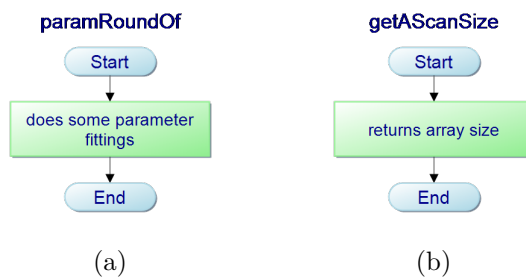 paramRoundOf
Start
does some parameter
fittings
End
(a)
getAScanSize
Start
returns array size
End
(b)